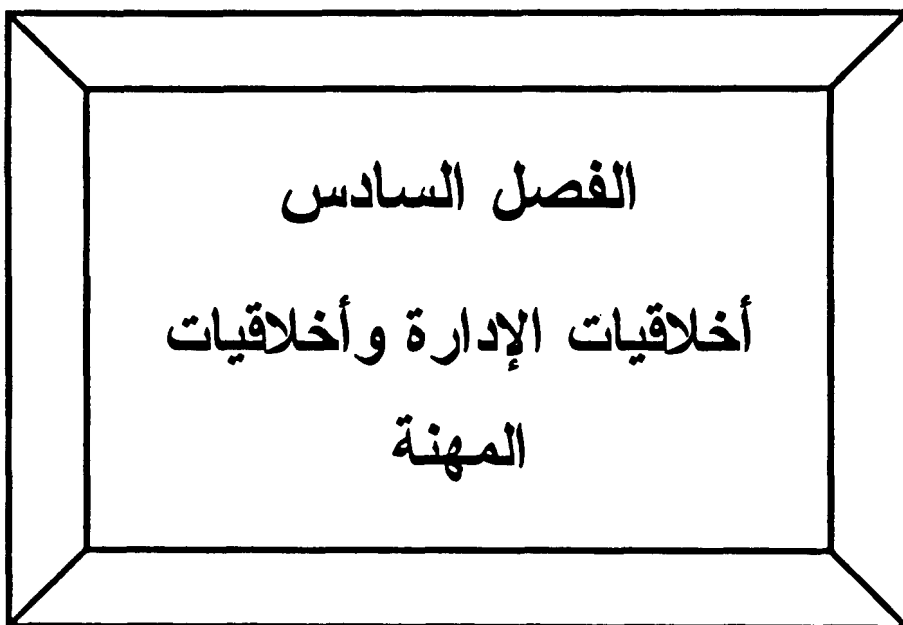 الفصل السادس
أخلاقيات الإدارة وأخلاقيات
المهنة